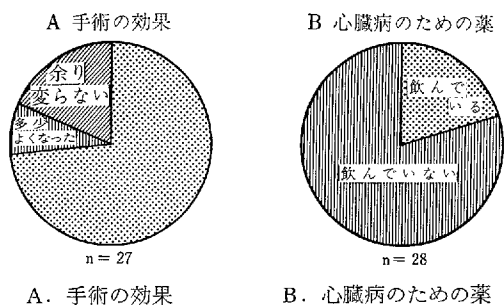 A 手術の効果
余り
変らない
多少
よくなった
n = 27
B 心臓病のための薬
飲んで
いる
飲んでいない
n = 28
A. 手術の効果
B. 心臓病のための薬